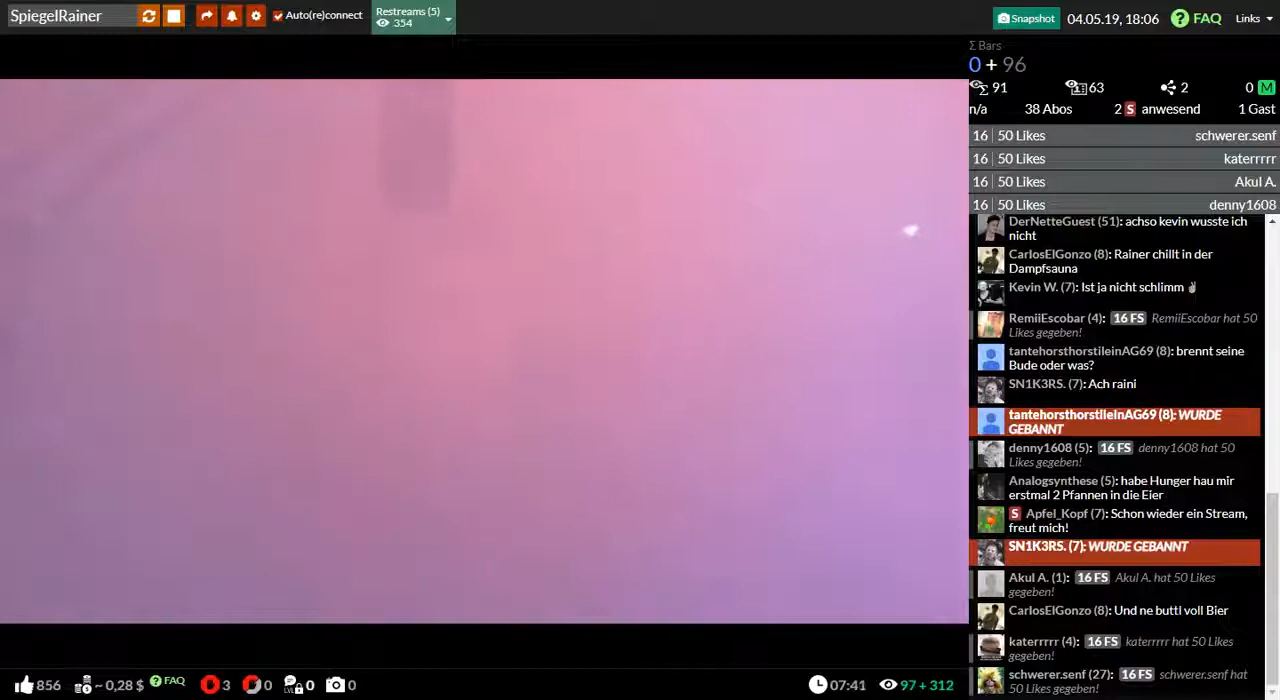 SpiegelRainer
Auto(re)connect
Restreams (5)
354
Snapshot
04.05.19, 18:06
? FAQ
Links
Σ Bars
0 + 96
Σ 91
63
2
0 M
n/a
38 Abos
2 S anwesend
1 Gast
16 | 50 Likes schwerer.senf
16 | 50 Likes katerrrrr
16 | 50 Likes Akul A.
16 | 50 Likes denny1608
DerNetteGuest (51): achso kevin wusste ich
nicht
CarlosElGonzo (8): Rainer chillt in der
Dampfsauna
Kevin W. (7): Ist ja nicht schlimm ✌
RemiiEscobar (4): 16 FS RemiiEscobar hat 50
Likes gegeben!
tantehorsthorstileinAG69 (8): brennt seine
Bude oder was?
SN1K3RS. (7): Ach raini
tantehorsthorstileinAG69 (8): WURDE
GEBANNT
denny1608 (5): 16 FS denny1608 hat 50
Likes gegeben!
Analogsynthese (5): habe Hunger hau mir
erstmal 2 Pfannen in die Eier
S Apfel_Kopf (7): Schon wieder ein Stream,
freut mich!
SN1K3RS. (7): WURDE GEBANNT
Akul A. (1): 16 FS Akul A. hat 50 Likes
gegeben!
CarlosElGonzo (8): Und ne buttl voll Bier
katerrrrr (4): 16 FS katerrrrr hat 50 Likes
gegeben!
schwerer.senf (27): 16 FS schwerer.senf hat
50 Likes gegeben!
856
~ 0,28 $
? FAQ
3
0
LVL 0
0
07:41
97 + 312